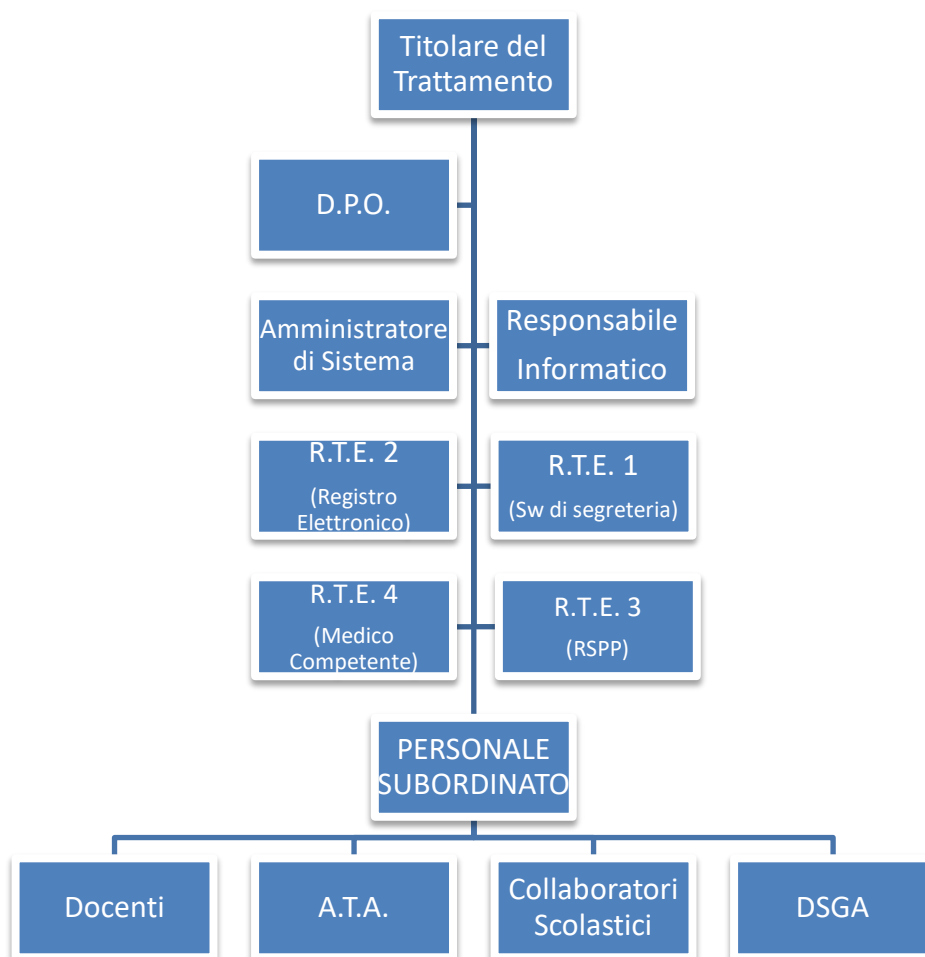 Titolare del
Trattamento
D.P.O.
Amministratore
di Sistema
Responsabile
Informatico
R.T.E. 2
(Registro
Elettronico)
R.T.E. 1
(Sw di segreteria)
R.T.E. 4
(Medico
Competente)
R.T.E. 3
(RSPP)
PERSONALE
SUBORDINATO
Docenti
A.T.A.
Collaboratori
Scolastici
DSGA